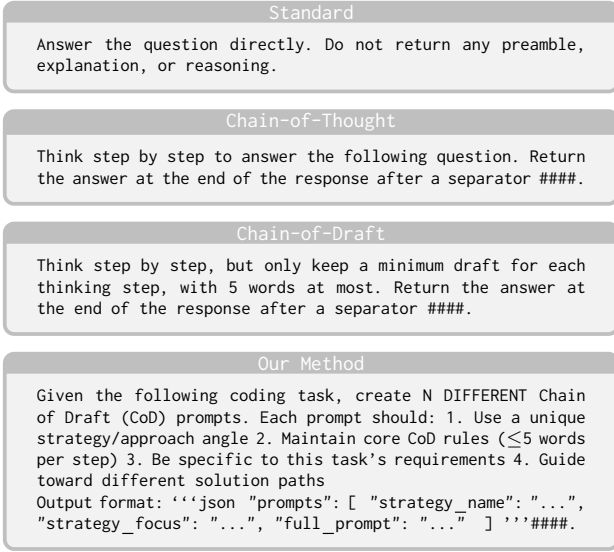 Standard
Answer the question directly. Do not return any preamble,
explanation, or reasoning.
Chain-of-Thought
Think step by step to answer the following question. Return
the answer at the end of the response after a separator ####.
Chain-of-Draft
Think step by step, but only keep a minimum draft for each
thinking step, with 5 words at most. Return the answer at
the end of the response after a separator ####.
Our Method
Given the following coding task, create N DIFFERENT Chain
of Draft (CoD) prompts. Each prompt should: 1. Use a unique
strategy/approach angle 2. Maintain core CoD rules (≤5 words
per step) 3. Be specific to this task's requirements 4. Guide
toward different solution paths
Output format: ‘‘‘json "prompts": [ "strategy_name": "...",
"strategy_focus": "...", "full_prompt": "..." ] ’’’####.